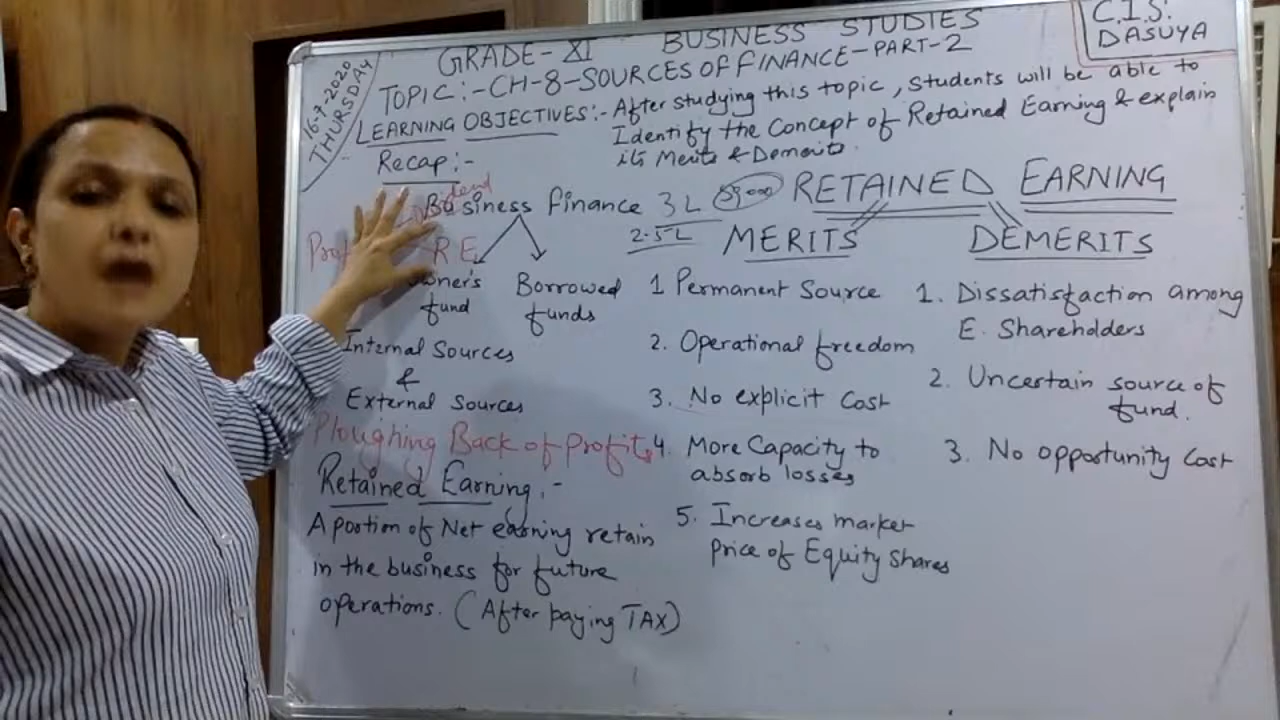 16-7-2020
THURSDAY
GRADE- XI BUSINESS STUDIES
C.I.S.
DASUYA
TOPIC:- CH-8-SOURCES OF FINANCE-PART-2
LEARNING OBJECTIVES:- After studying this topic, Students will be able to
Identify the Concept of Retained Earning & explain
its Merits & Demerits.
Recap:-
Business finance 3 L
2.5 L
R E
owner's
fund
Borrowed
funds
Internal Sources
&
External Sources
Ploughing Back of Profits
Retained Earning:-
A portion of Net earning retain
in the business for future
operations. (After paying TAX)
RETAINED EARNING
MERITS
1 Permanent Source
2. Operational freedom
3. No explicit Cost
4. More Capacity to
absorb losses
5. Increases market
price of Equity shares
DEMERITS
1. Dissatisfaction among
E. Shareholders
2. Uncertain source of
fund.
3. No opportunity Cost